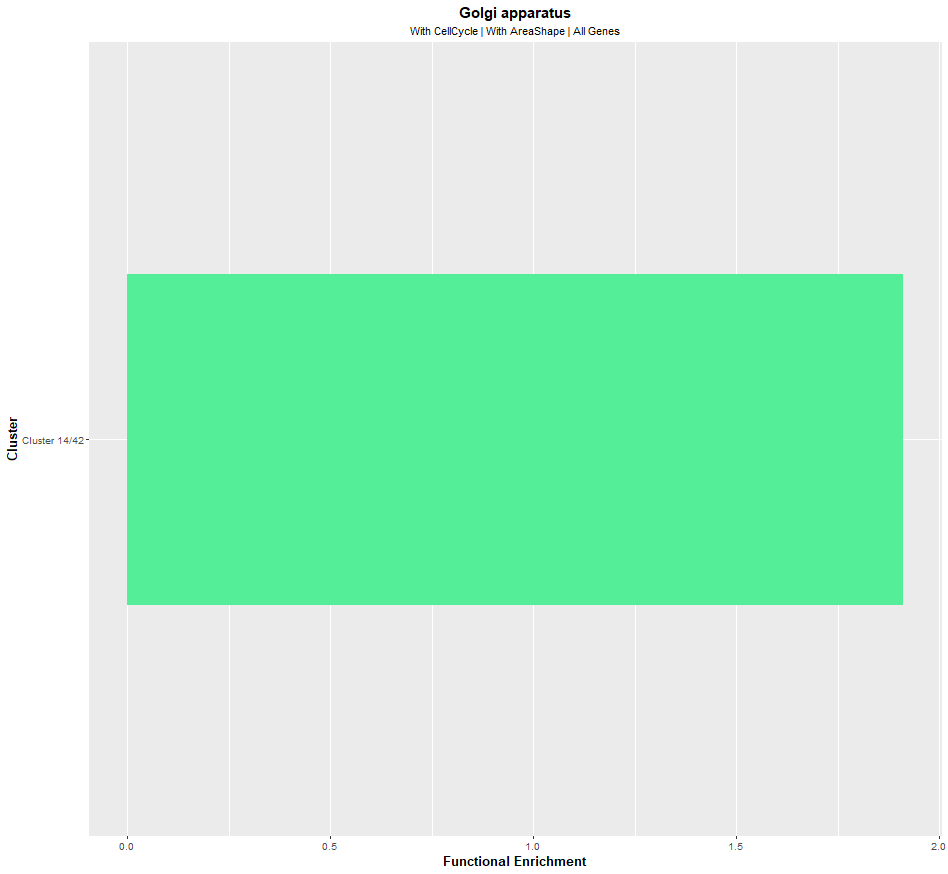 Golgi apparatus
With CellCycle | With AreaShape | All Genes
Cluster
Cluster 14/42
0.0 0.5 1.0 1.5 2.0
Functional Enrichment